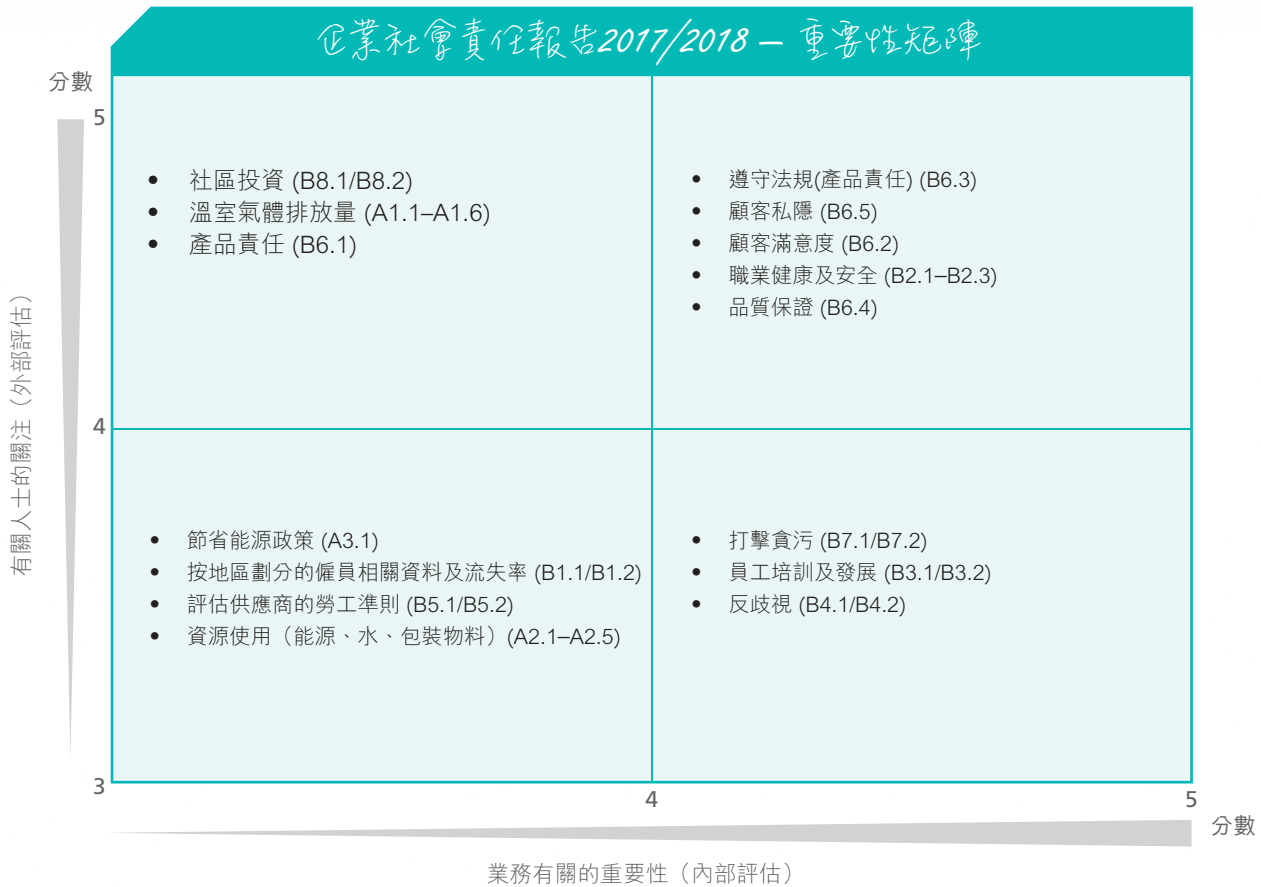 企業社會責任報告2017/2018 – 重要性矩陣
分數
5
• 社區投資 (B8.1/B8.2)
• 溫室氣體排放量 (A1.1–A1.6)
• 產品責任 (B6.1)
• 遵守法規(產品責任) (B6.3)
• 顧客私隱 (B6.5)
• 顧客滿意度 (B6.2)
• 職業健康及安全 (B2.1–B2.3)
• 品質保證 (B6.4)
有關人士的關注（外部評估）
4
• 節省能源政策 (A3.1)
• 按地區劃分的僱員相關資料及流失率 (B1.1/B1.2)
• 評估供應商的勞工準則 (B5.1/B5.2)
• 資源使用（能源、水、包裝物料）(A2.1–A2.5)
• 打擊貪污 (B7.1/B7.2)
• 員工培訓及發展 (B3.1/B3.2)
• 反歧視 (B4.1/B4.2)
3
4
5
分數
業務有關的重要性（內部評估）